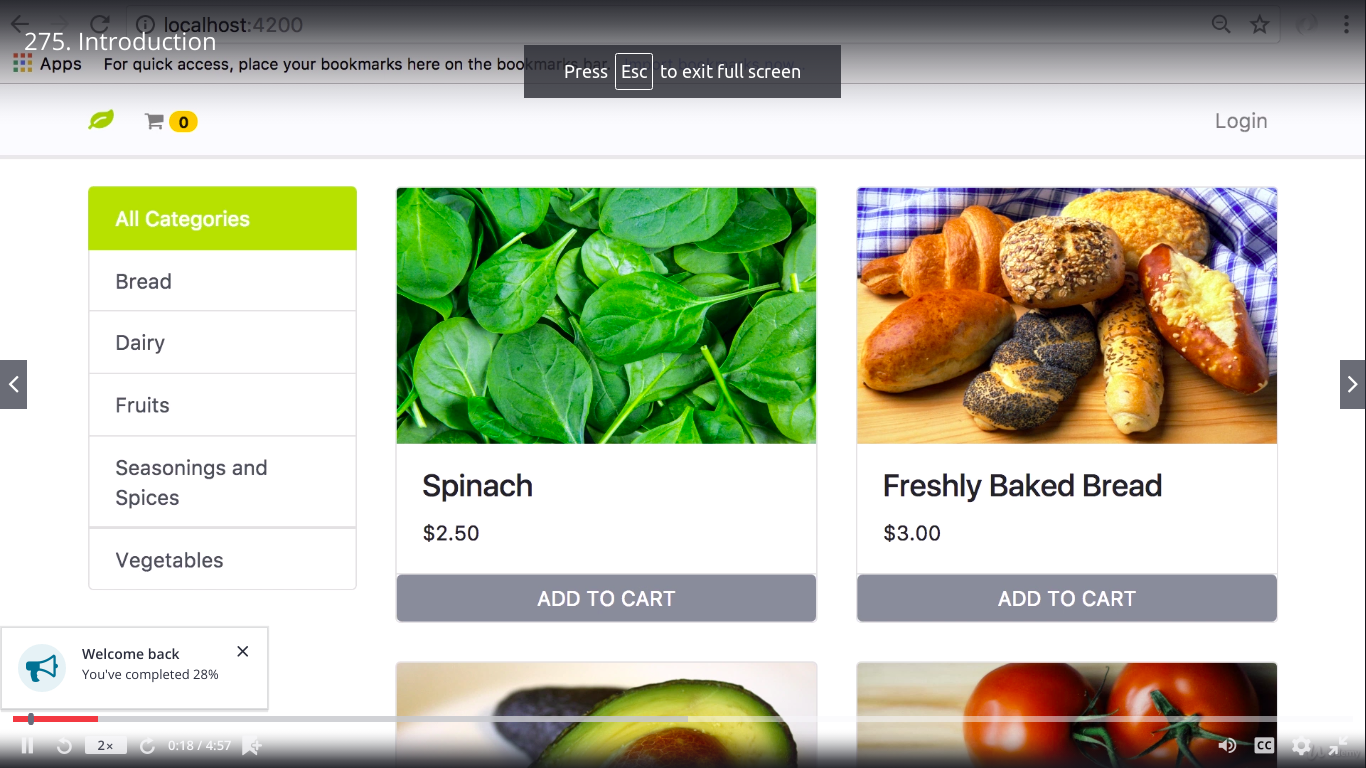 localhost:4200
275. Introduction
Apps For quick access, place your bookmarks here on the bookmarks bar.
Press Esc to exit full screen
0
Login
All Categories
Bread
Dairy
Fruits
Seasonings and
Spices
Vegetables
Spinach
$2.50
ADD TO CART
Freshly Baked Bread
$3.00
ADD TO CART
Welcome back
You've completed 28%
2×
0:18 / 4:57
CC